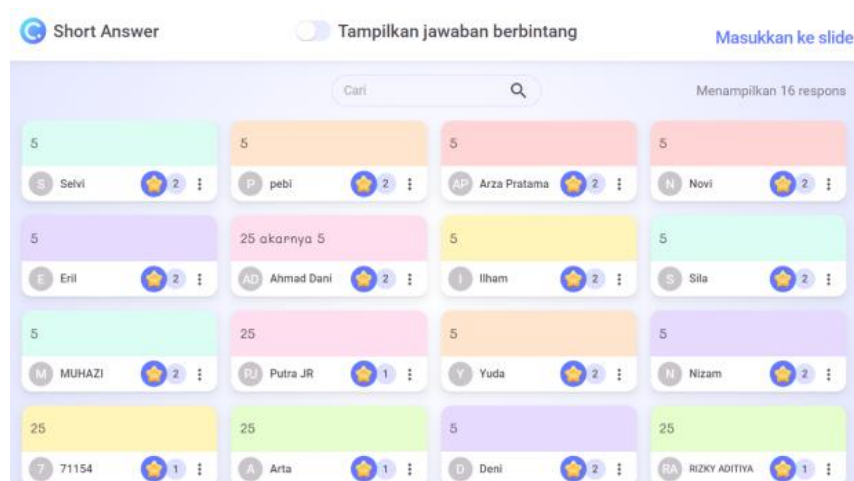 Short Answer
Tampilkan jawaban berbintang
Masukkan ke slide
Cari
Menampilkan 16 respons
5
5
5
5
S Selvi 2
P pebi 2
AP Arza Pratama 2
N Novi 2
5
25 akarnya 5
5
5
E Eril 2
AD Ahmad Dani 2
I Ilham 2
S Sila 2
5
25
5
5
M MUHAZI 2
PJ Putra JR 1
Y Yuda 2
N Nizam 2
25
25
5
25
7 71154 1
A Arta 1
D Deni 2
RA RIZKY ADITIYA 1